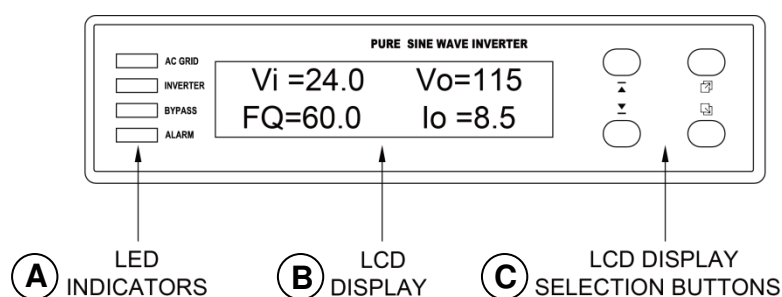 PURE SINE WAVE INVERTER
AC GRID
INVERTER
BYPASS
ALARM
Vi =24.0 Vo=115
FQ=60.0 Io =8.5
A LED INDICATORS
B LCD DISPLAY
C LCD DISPLAY SELECTION BUTTONS